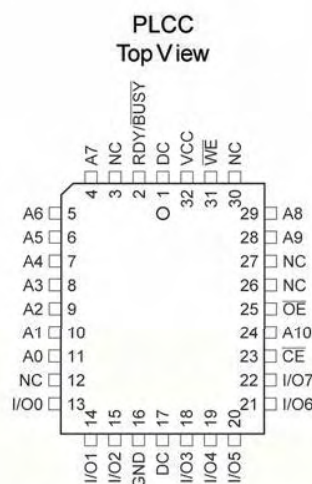 PLCC
Top View
A7
NC
RDY/BUSY
DC
VCC
WE
NC
4
3
2
1
32
31
30
A6 5
A5 6
A4 7
A3 8
A2 9
A1 10
A0 11
NC 12
I/O0 13
29 A8
28 A9
27 NC
26 NC
25 OE
24 A10
23 CE
22 I/O7
21 I/O6
14
15
16
17
18
19
20
I/O1
I/O2
GND
DC
I/O3
I/O4
I/O5